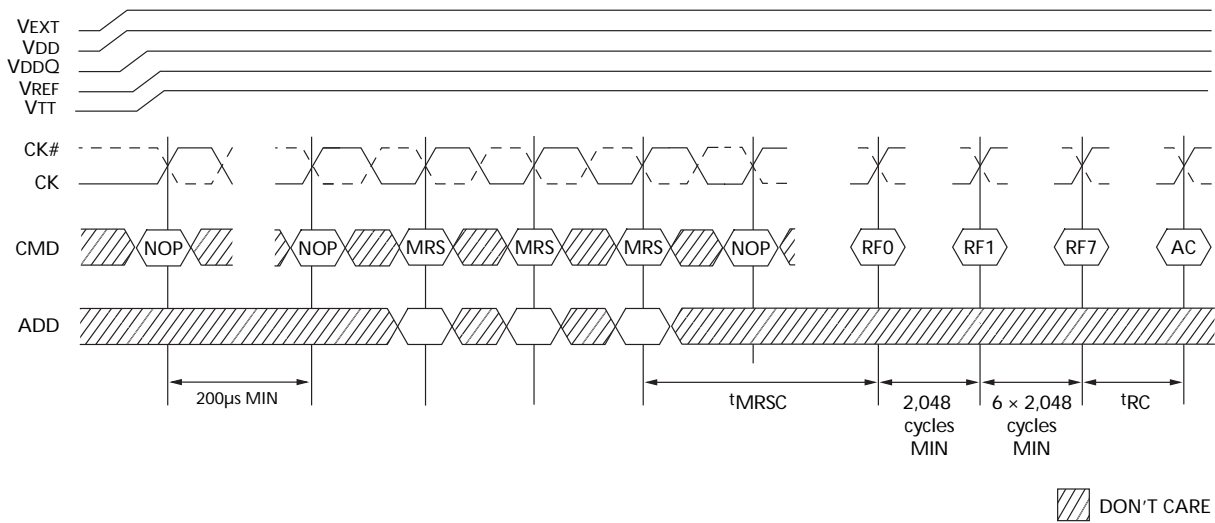 VEXT
VDD
VDDQ
VREF
VTT
CK#
CK
CMD NOP NOP MRS MRS MRS NOP RF0 RF1 RF7 AC
ADD
200µs MIN
tMRSC
2,048
cycles
MIN
6 × 2,048
cycles
MIN
tRC
DON'T CARE